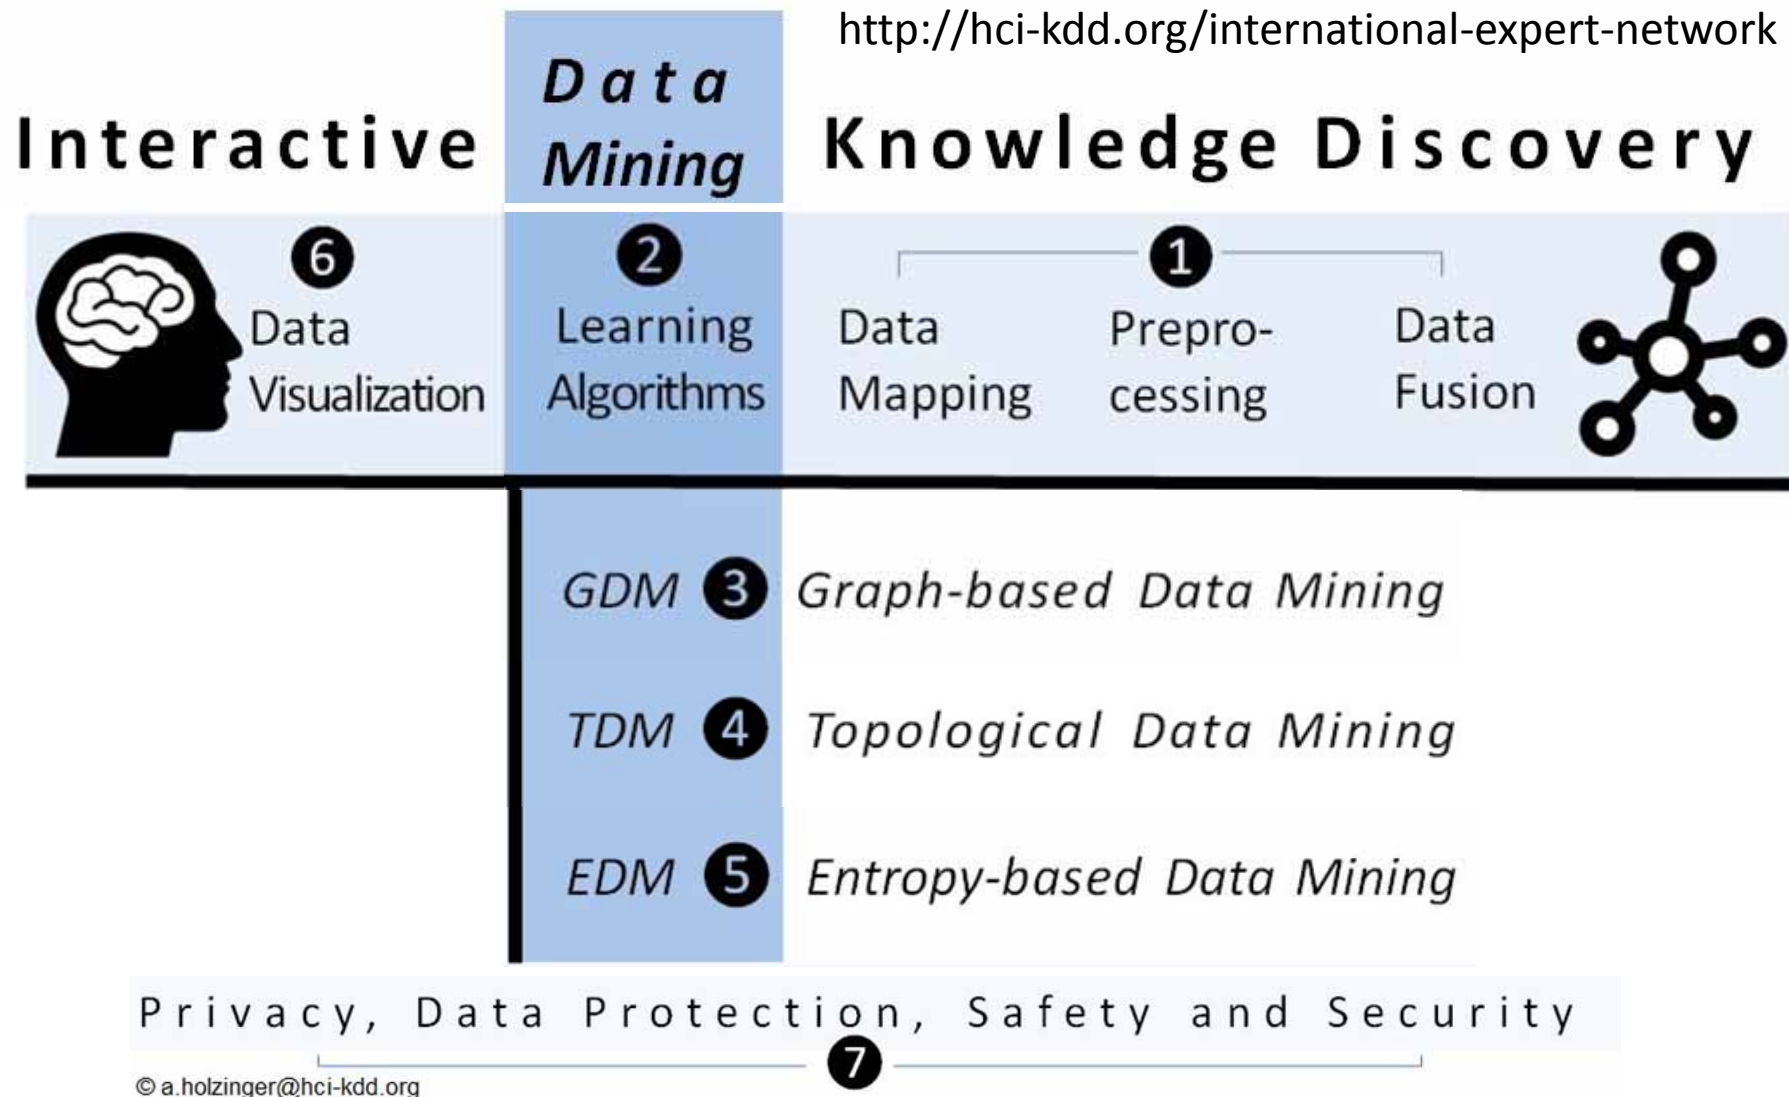 http://hci-kdd.org/international-expert-network
Interactive Data Mining Knowledge Discovery
6 2 1
Data Learning Data Prepro- Data
Visualization Algorithms Mapping cessing Fusion
GDM 3 Graph-based Data Mining
TDM 4 Topological Data Mining
EDM 5 Entropy-based Data Mining
Privacy, Data Protection, Safety and Security
7
© a.holzinger@hci-kdd.org